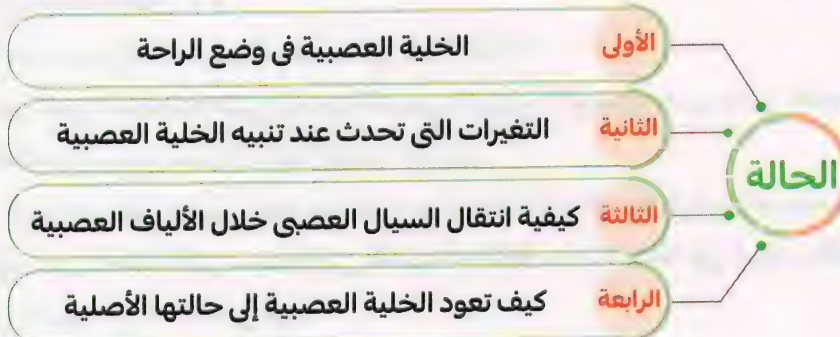 الحالة
الأولى الخلية العصبية فى وضع الراحة
الثانية التغيرات التى تحدث عند تنبيه الخلية العصبية
الثالثة كيفية انتقال السيال العصبى خلال الألياف العصبية
الرابعة كيف تعود الخلية العصبية إلى حالتها الأصلية